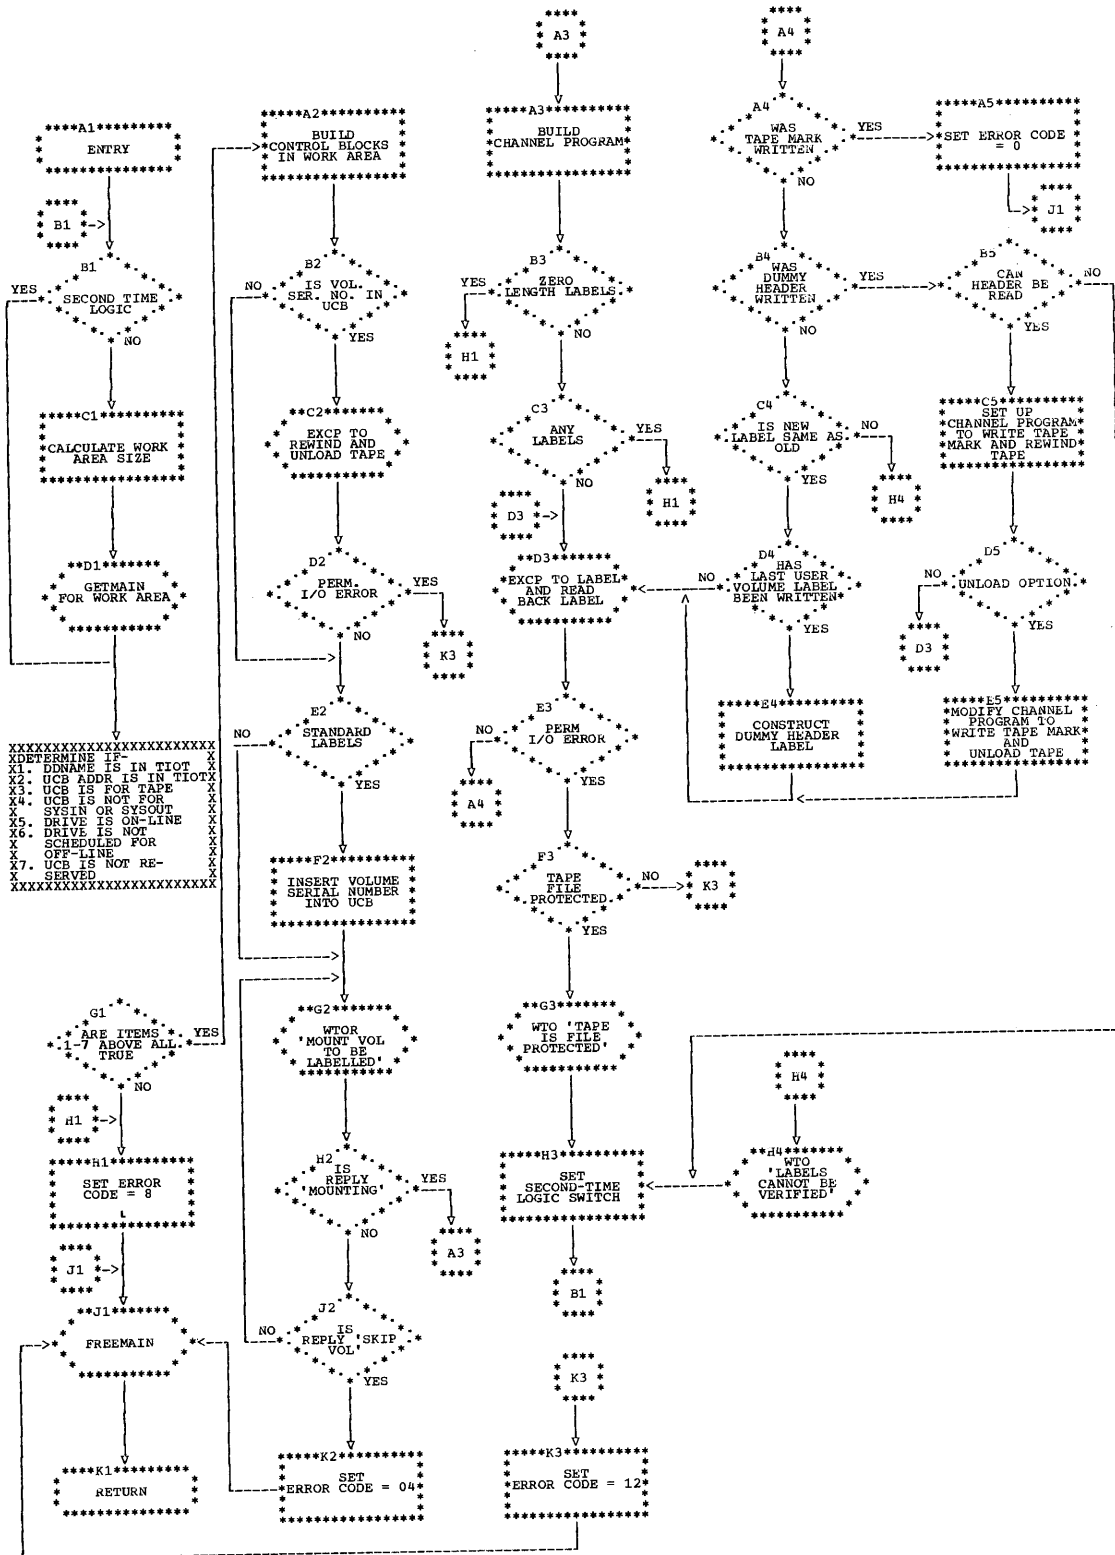 A1
ENTRY
B1
B1
SECOND TIME
LOGIC
YES
NO
C1
CALCULATE WORK
AREA SIZE
D1
GETMAIN
FOR WORK AREA
XDETERMINE IF- X
X1. DDNAME IS IN TIOT X
X2. UCB ADDR IS IN TIOTX
X3. UCB IS FOR TAPE X
X4. UCB IS NOT FOR X
X SYSIN OR SYSOUT X
X5. DRIVE IS ON-LINE X
X6. DRIVE IS NOT X
X SCHEDULED FOR X
X OFF-LINE X
X7. UCB IS NOT RE- X
X SERVED X
G1
ARE ITEMS
1-7 ABOVE ALL
TRUE
YES
NO
H1
H1
SET ERROR
CODE = 8
L
J1
J1
FREEMAIN
K1
RETURN
A2
BUILD
CONTROL BLOCKS
IN WORK AREA
B2
IS VOL.
SER. NO. IN
UCB
NO
YES
C2
EXCP TO
REWIND AND
UNLOAD TAPE
D2
PERM.
I/O ERROR
YES
NO
K3
E2
STANDARD
LABELS
NO
YES
F2
INSERT VOLUME
SERIAL NUMBER
INTO UCB
G2
WTOR
'MOUNT VOL
TO BE
LABELLED'
H2
IS
REPLY
'MOUNTING'
YES
NO
A3
J2
IS
REPLY 'SKIP
VOL'
NO
YES
K2
SET
ERROR CODE = 04
A3
A3
BUILD
CHANNEL PROGRAM
B3
ZERO
LENGTH LABELS
YES
NO
H1
C3
ANY
LABELS
YES
NO
H1
D3
D3
EXCP TO LABEL
AND READ
BACK LABEL
E3
PERM
I/O ERROR
NO
YES
A4
F3
TAPE
FILE
PROTECTED
NO
YES
K3
G3
WTO 'TAPE
IS FILE
PROTECTED'
H3
SET
SECOND-TIME
LOGIC SWITCH
B1
K3
K3
SET
ERROR CODE = 12
A4
A4
WAS
TAPE MARK
WRITTEN
YES
NO
B4
WAS
DUMMY
HEADER
WRITTEN
YES
NO
C4
IS NEW
LABEL SAME AS
OLD
NO
YES
H4
D4
HAS
LAST USER
VOLUME LABEL
BEEN WRITTEN
NO
YES
E4
CONSTRUCT
DUMMY HEADER
LABEL
H4
H4
WTO
'LABELS
CANNOT BE
VERIFIED'
A5
SET ERROR CODE
= 0
J1
B5
CAN
HEADER BE
READ
NO
YES
C5
SET UP
CHANNEL PROGRAM
TO WRITE TAPE
MARK AND REWIND
TAPE
D5
UNLOAD OPTION
NO
YES
D3
E5
MODIFY CHANNEL
PROGRAM TO
WRITE TAPE MARK
AND
UNLOAD TAPE